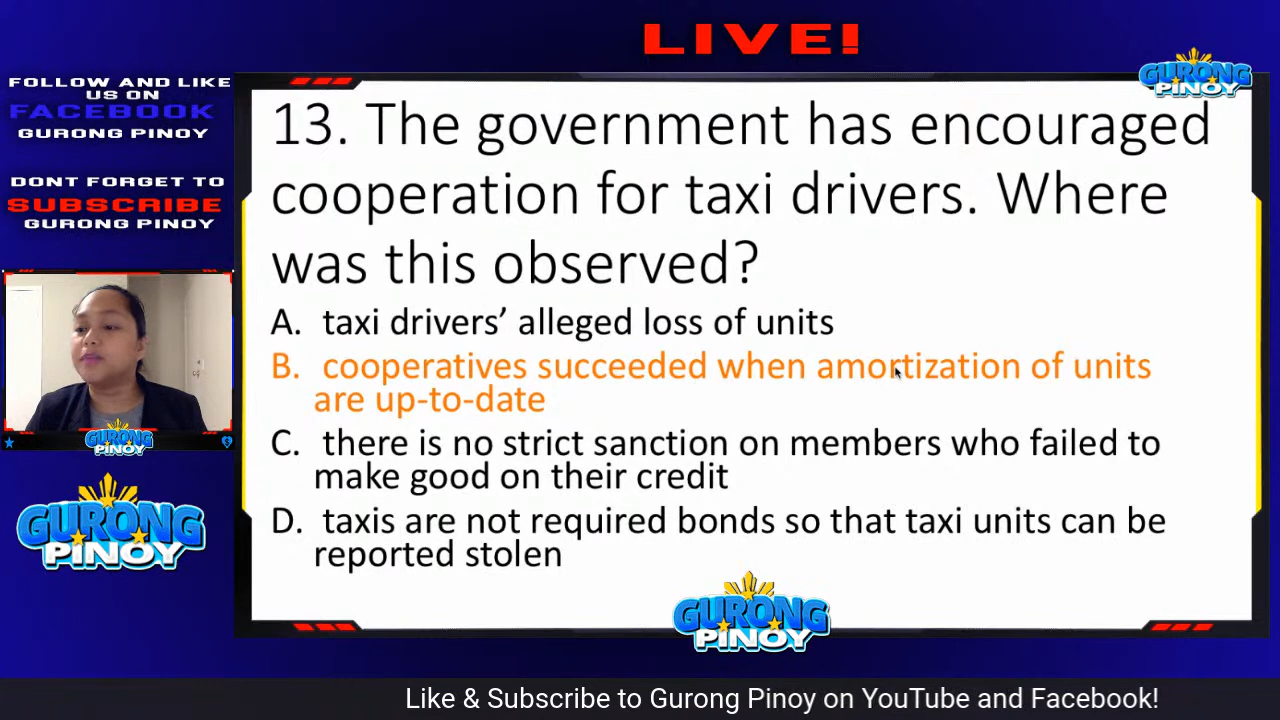 LIVE!
GURONG
PINOY
FOLLOW AND LIKE
US ON
FACEBOOK
GURONG PINOY
DONT FORGET TO
SUBSCRIBE
GURONG PINOY
13. The government has encouraged
cooperation for taxi drivers. Where
was this observed?
A. taxi drivers’ alleged loss of units
B. cooperatives succeeded when amortization of units
are up-to-date
C. there is no strict sanction on members who failed to
make good on their credit
D. taxis are not required bonds so that taxi units can be
reported stolen
GURONG
PINOY
GURONG
PINOY
GURONG
PINOY
Like & Subscribe to Gurong Pinoy on YouTube and Facebook!